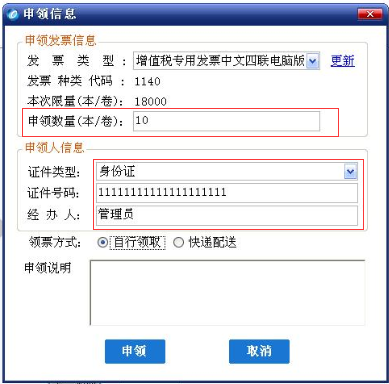 申领信息
申领发票信息
发 票 类 型：增值税专用发票中文四联电脑版 更新
发票 种类 代码：1140
本次限量(本/卷)：18000
申领数量(本/卷)：10
申领人信息
证件类型：身份证
证件号码：11111111111111111111
经 办 人：管理员
领票方式：自行领取 快递配送
申领说明
申领 取消